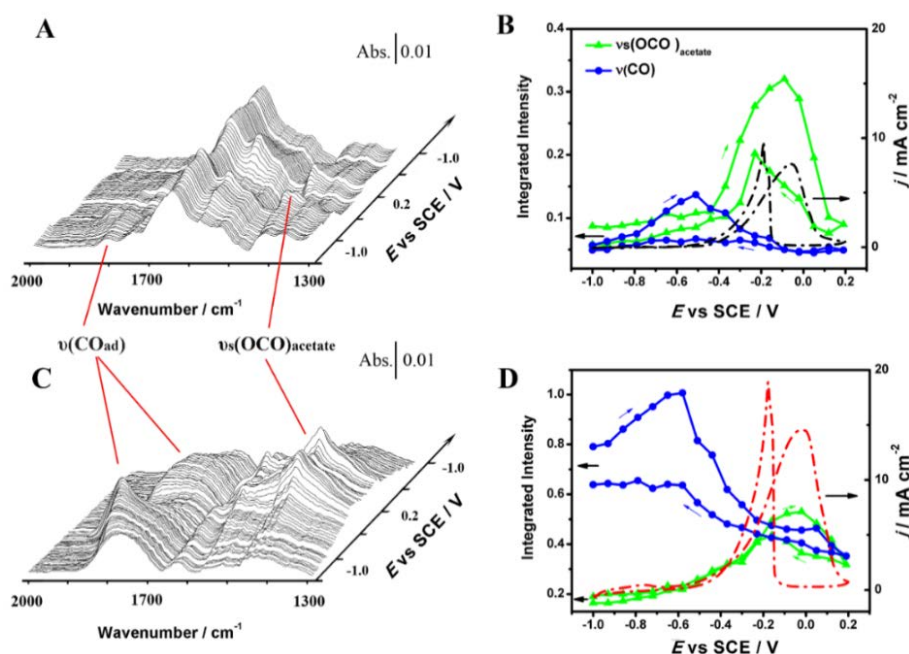 A
Abs. 0.01
-1.0
0.2
-1.0
E vs SCE / V
2000
1700
1300
Wavenumber / cm-1
B
νs(OCO )acetate
ν(CO)
0.4
0.3
0.2
0.1
Integrated Intensity
20
10
0
j / mA cm-2
-1.0
-0.8
-0.6
-0.4
-0.2
0.0
0.2
E vs SCE / V
υ(COad)
υs(OCO)acetate
C
Abs. 0.01
-1.0
0.2
-1.0
E vs SCE / V
2000
1700
1300
Wavenumber / cm-1
D
1.0
0.8
0.6
0.4
0.2
Integrated Intensity
20
10
0
j / mA cm-2
-1.0
-0.8
-0.6
-0.4
-0.2
0.0
0.2
E vs SCE / V